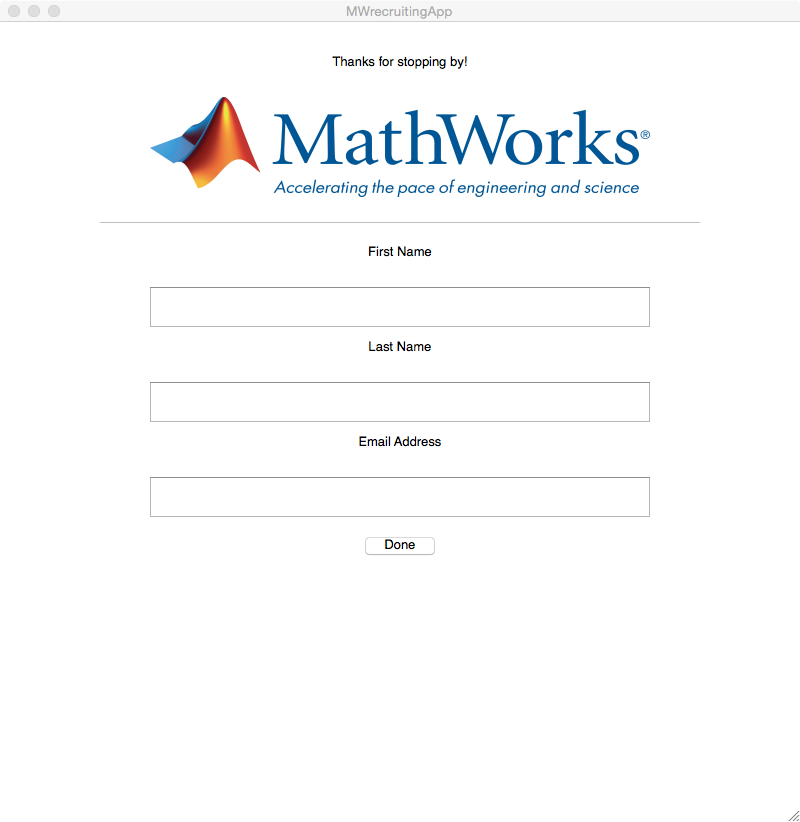 MWrecruitingApp
Thanks for stopping by!
MathWorks®
Accelerating the pace of engineering and science
First Name
Last Name
Email Address
Done